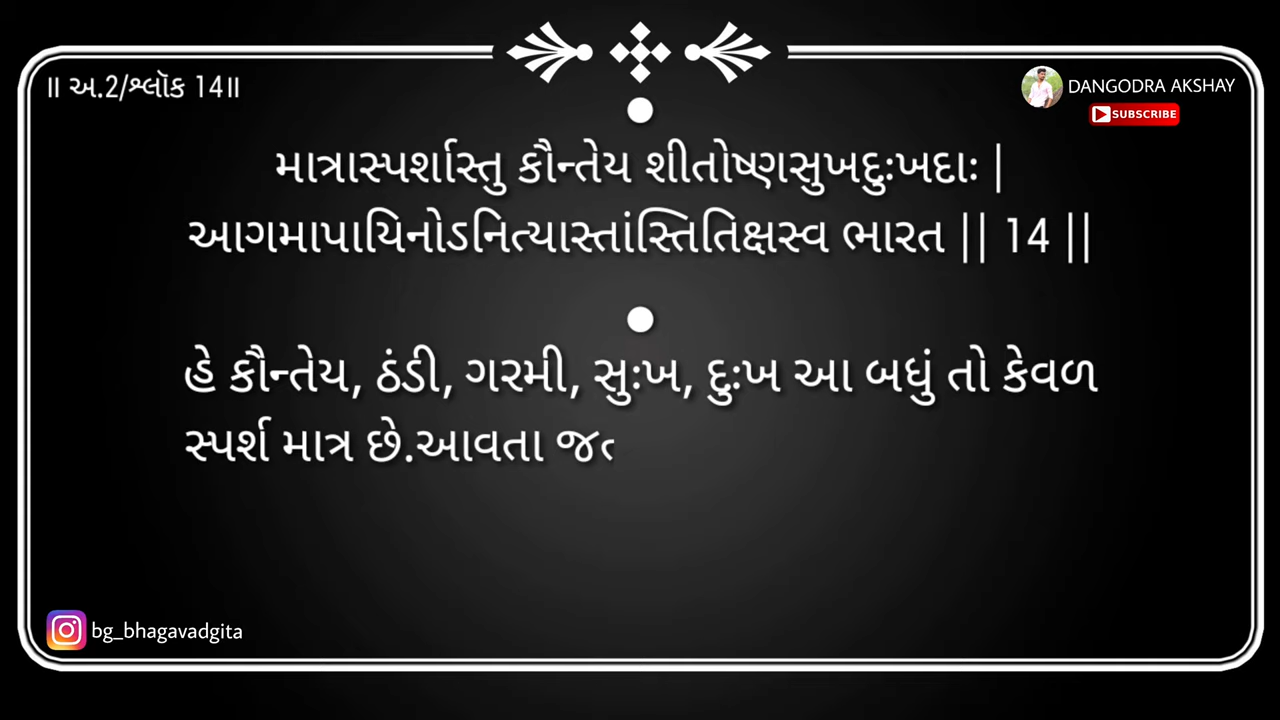 ॥ અ.2/શ્લૉક 14॥
DANGODRA AKSHAY
SUBSCRIBE
માત્રાસ્પર્શાસ્તુ કૌન્તેય શીતોષ્ણસુખદુઃખદાઃ |
આગમાપાયિનોઽનિત્યાસ્તાંસ્તિતિક્ષસ્વ ભારત || 14 ||
હે કૌન્તેય, ઠંડી, ગરમી, સુઃખ, દુઃખ આ બધું તો કેવળ
સ્પર્શ માત્ર છે.આવતા
bg_bhagavadgita